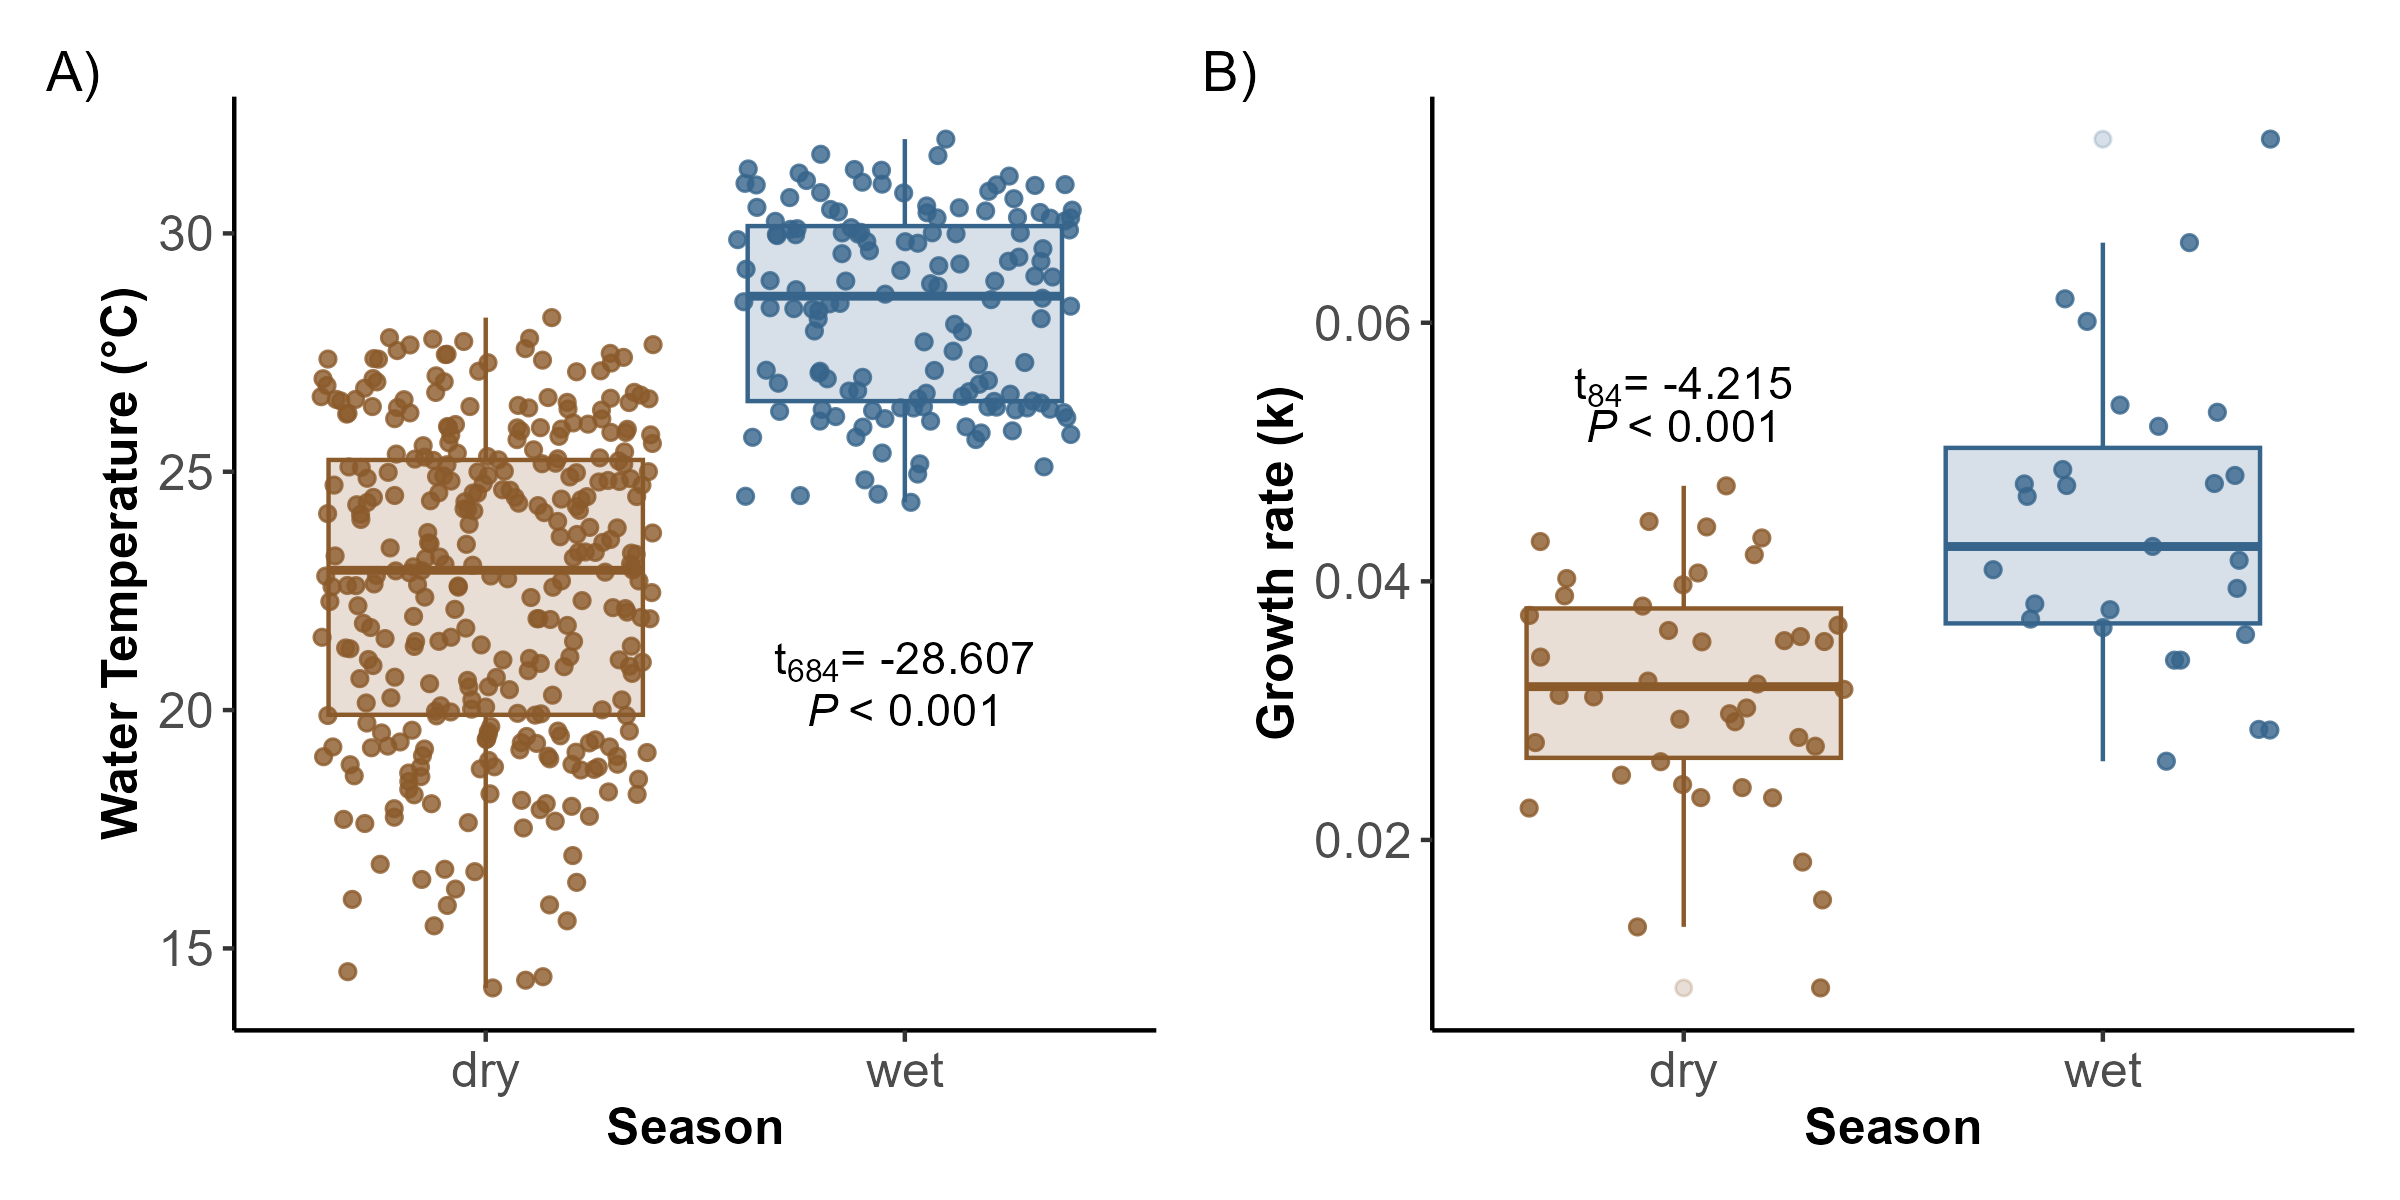 A)
Water Temperature (°C)
30
25
20
15
t684= -28.607
P < 0.001
dry wet
Season
B)
Growth rate (k)
0.06
0.04
0.02
t84= -4.215
P < 0.001
dry wet
Season